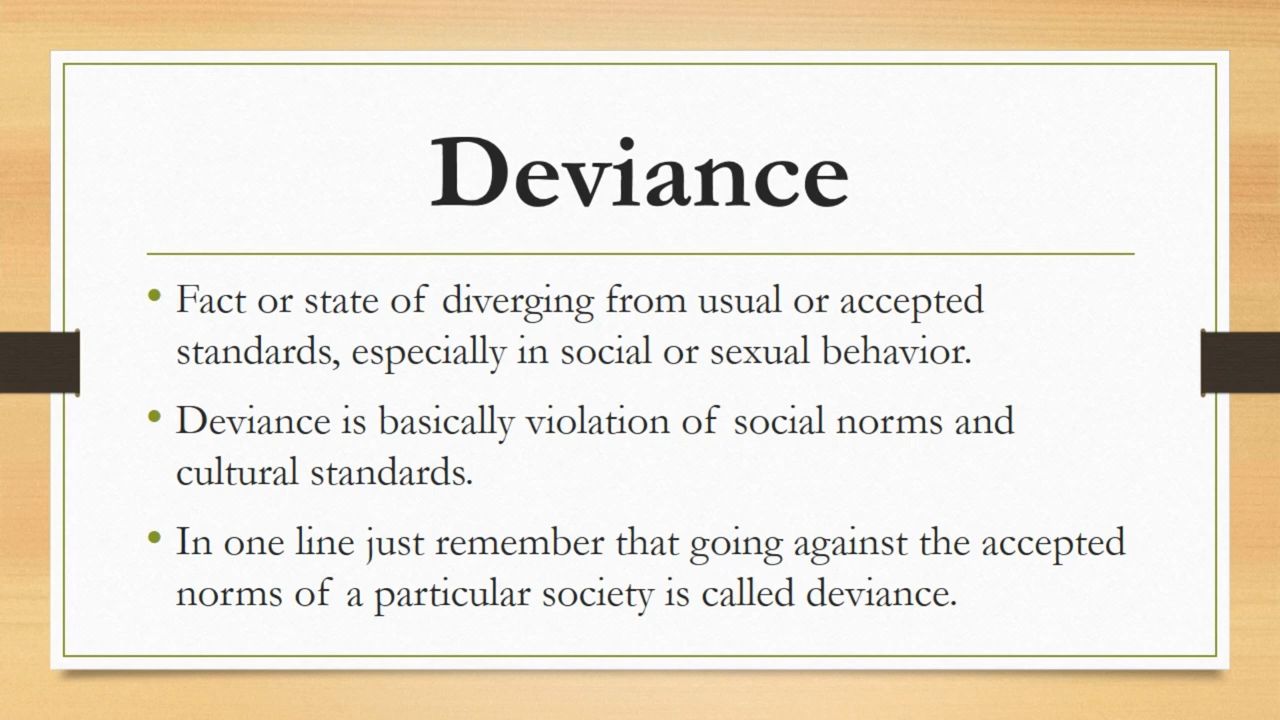 Deviance
• Fact or state of diverging from usual or accepted
standards, especially in social or sexual behavior.
• Deviance is basically violation of social norms and
cultural standards.
• In one line just remember that going against the accepted
norms of a particular society is called deviance.